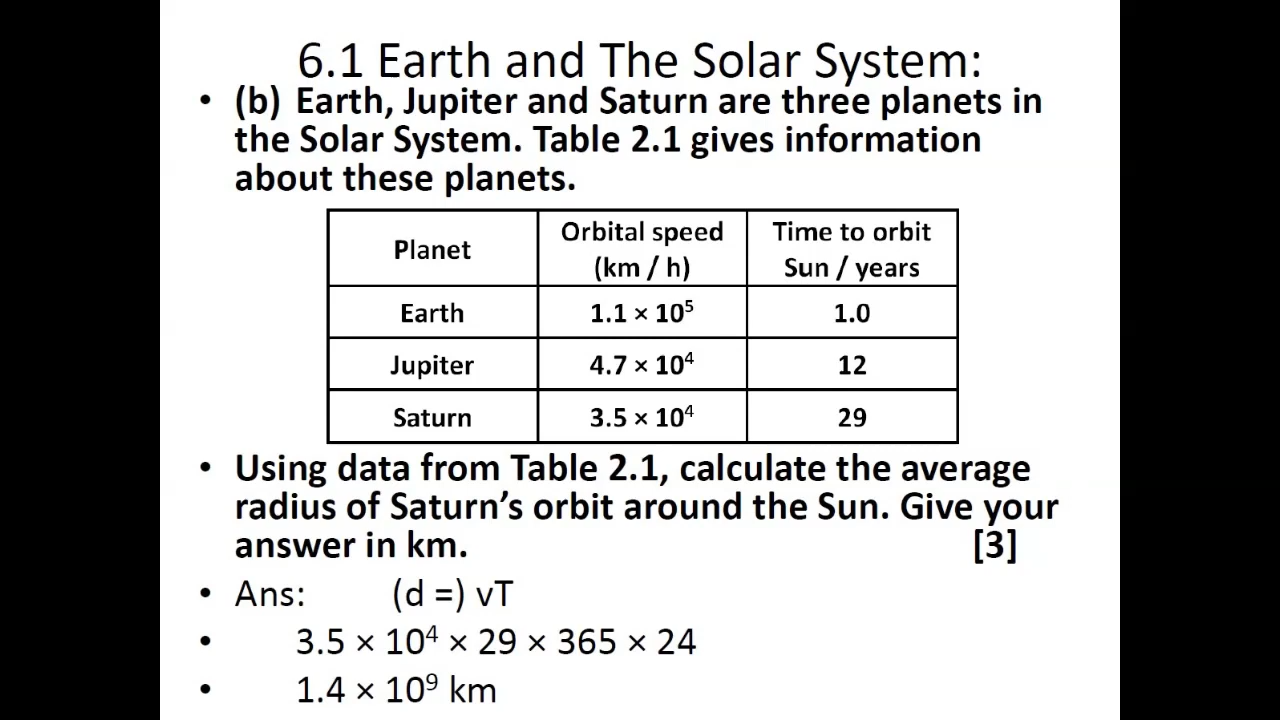 6.1 Earth and The Solar System:
• (b) Earth, Jupiter and Saturn are three planets in
the Solar System. Table 2.1 gives information
about these planets.
Planet Orbital speed (km / h) Time to orbit Sun / years
Earth 1.1 × 10⁵ 1.0
Jupiter 4.7 × 10⁴ 12
Saturn 3.5 × 10⁴ 29
• Using data from Table 2.1, calculate the average
radius of Saturn’s orbit around the Sun. Give your
answer in km. [3]
• Ans: (d =) vT
• 3.5 × 10⁴ × 29 × 365 × 24
• 1.4 × 10⁹ km